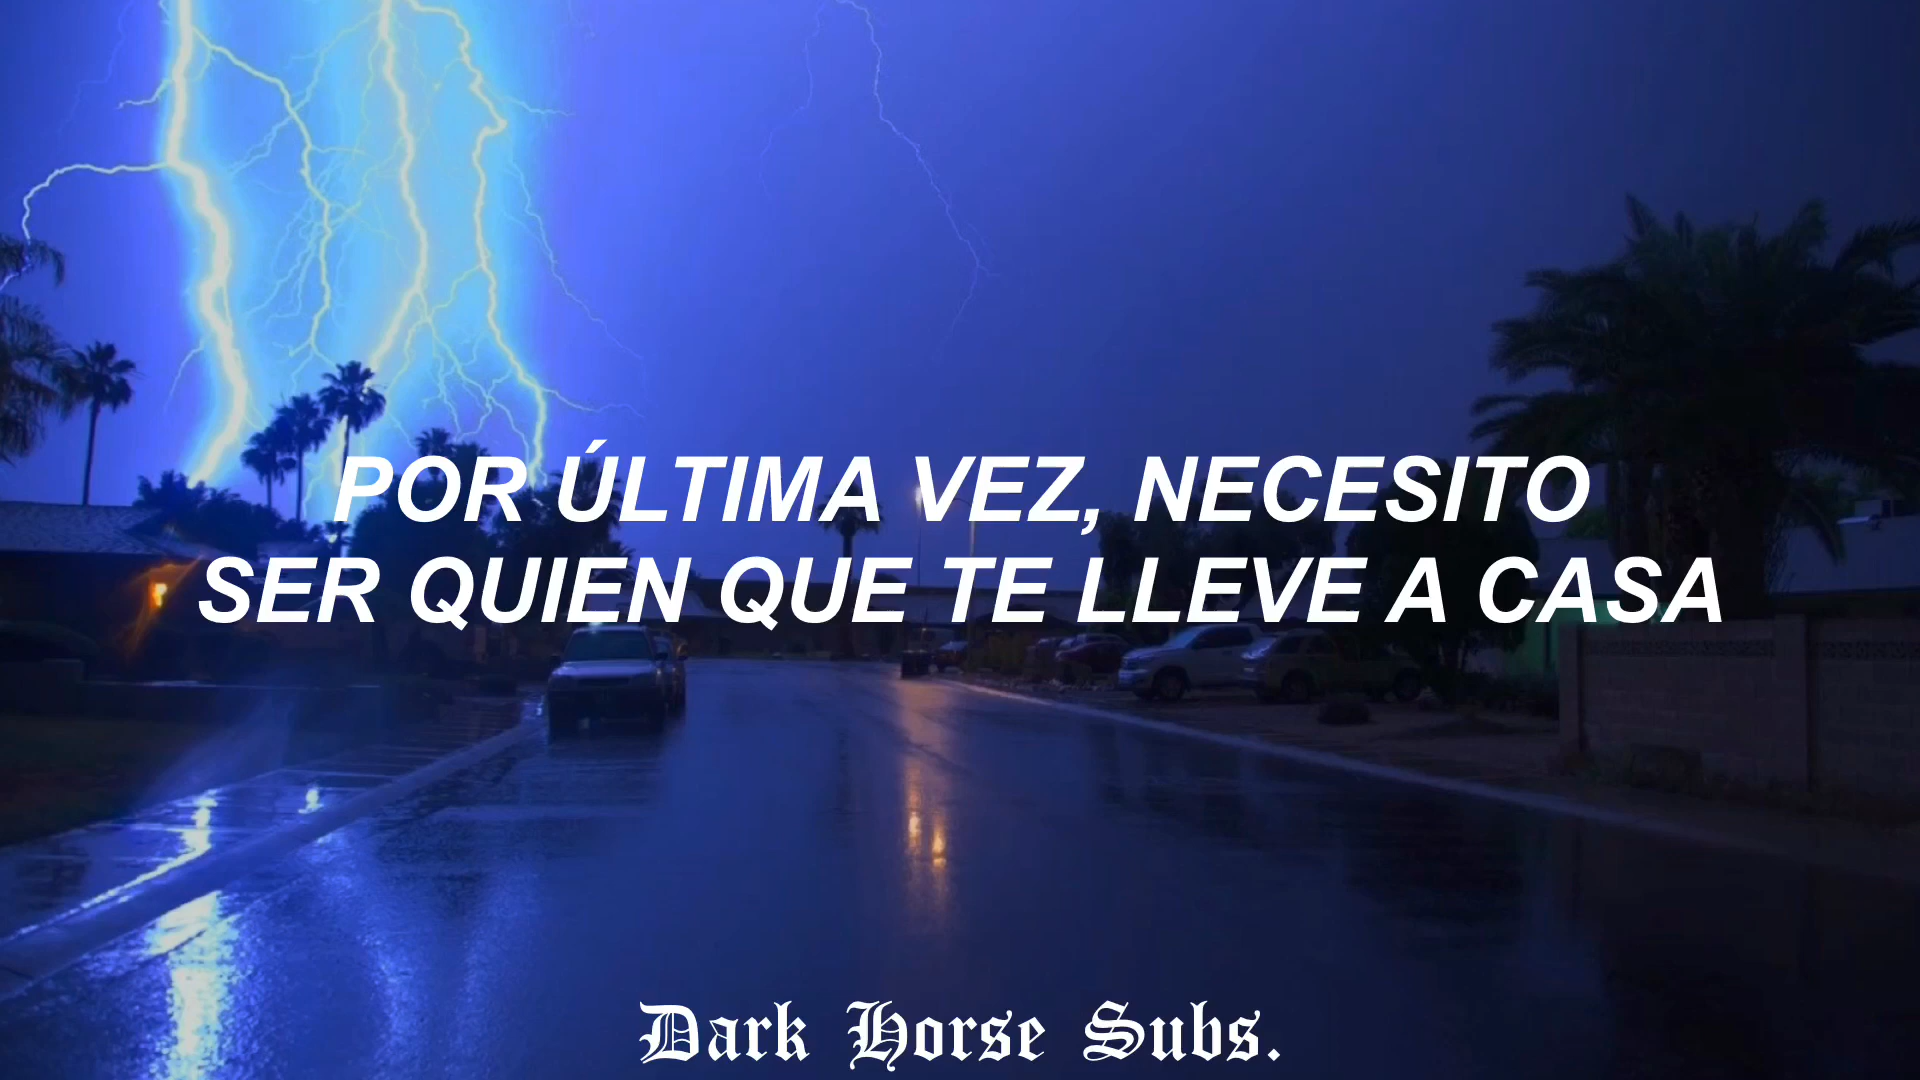 POR ÚLTIMA VEZ, NECESITO
SER QUIEN QUE TE LLEVE A CASA
Dark Horse Subs.